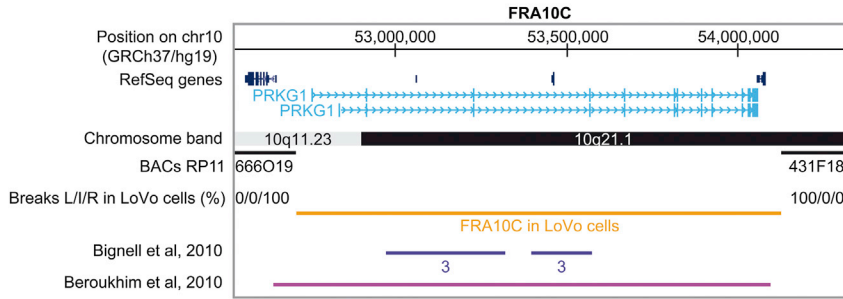 FRA10C
Position on chr10 53,000,000 53,500,000 54,000,000
(GRCh37/hg19)
RefSeq genes
PRKG1
PRKG1
Chromosome band 10q11.23 10q21.1
BACs RP11 666O19 431F18
Breaks L/I/R in LoVo cells (%) 0/0/100 100/0/0
FRA10C in LoVo cells
Bignell et al, 2010
3 3
Beroukhim et al, 2010